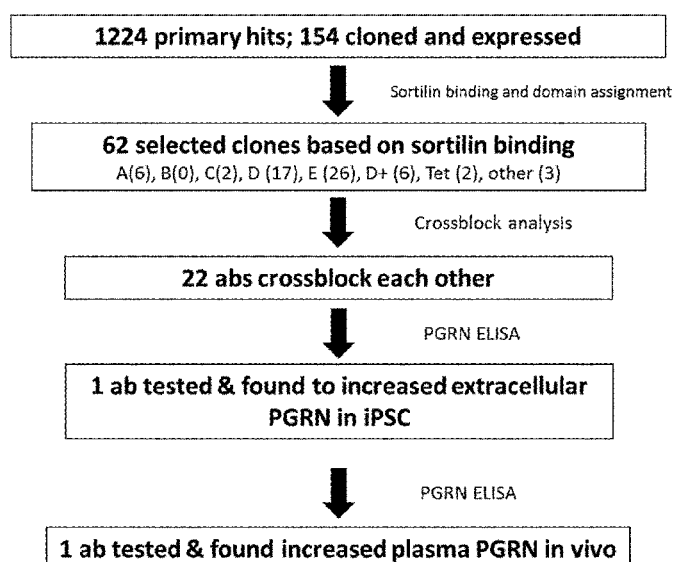 1224 primary hits; 154 cloned and expressed
Sortilin binding and domain assignment
62 selected clones based on sortilin binding
A(6), B(0), C(2), D (17), E (26), D+ (6), Tet (2), other (3)
Crossblock analysis
22 abs crossblock each other
PGRN ELISA
1 ab tested & found to increased extracellular
PGRN in iPSC
PGRN ELISA
1 ab tested & found increased plasma PGRN in vivo